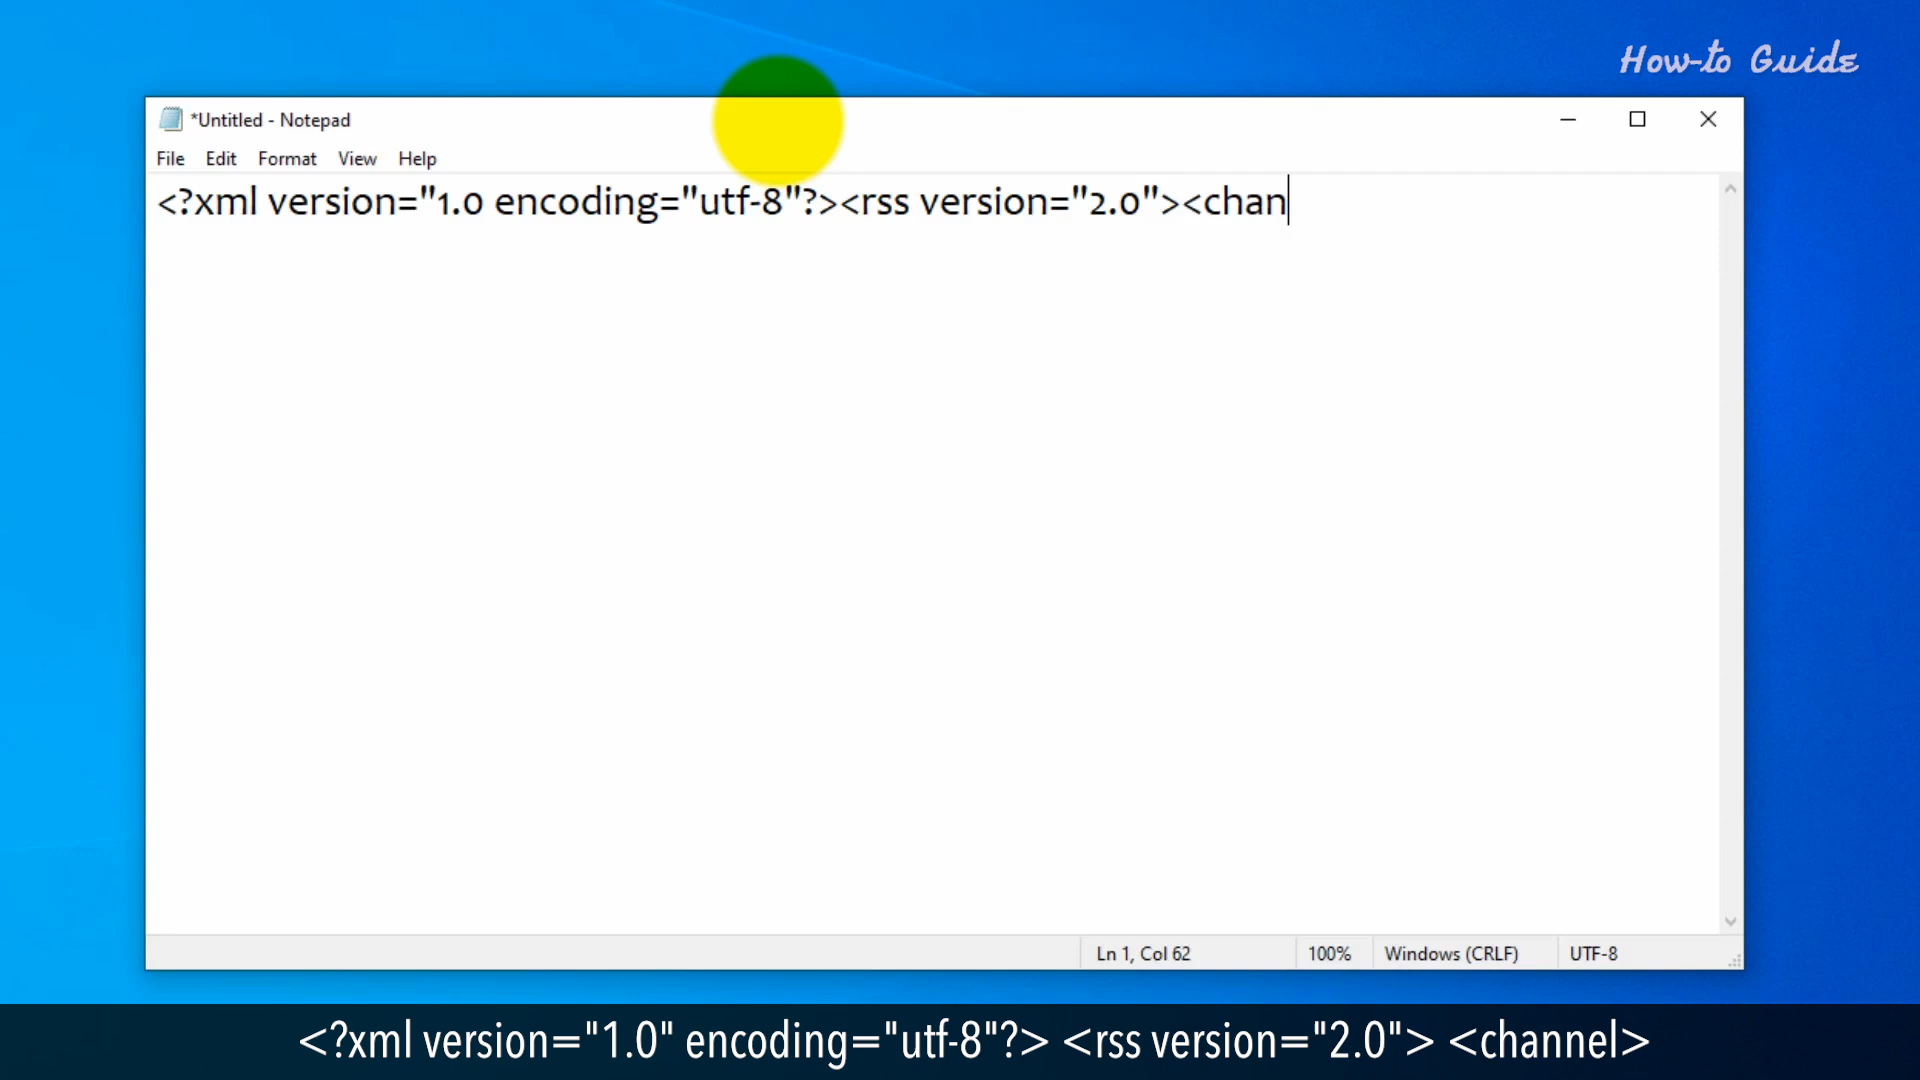 How-to Guide
*Untitled - Notepad
File Edit Format View Help
<?xml version="1.0 encoding="utf-8"?><rss version="2.0"><chan
Ln 1, Col 62 100% Windows (CRLF) UTF-8
<?xml version="1.0" encoding="utf-8"?> <rss version="2.0"> <channel>